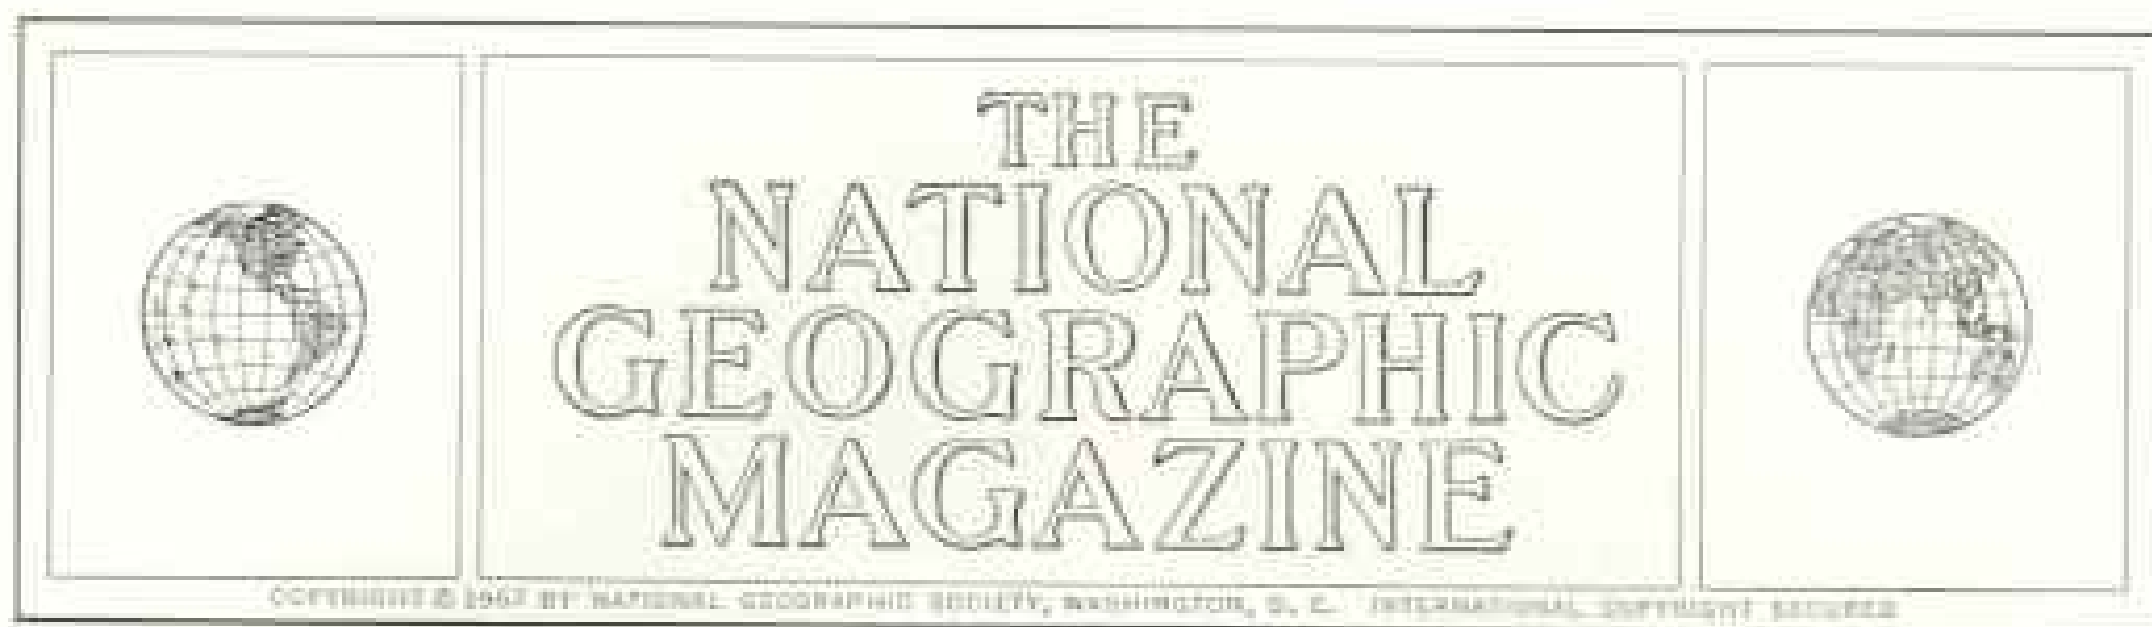 THE
NATIONAL
GEOGRAPHIC
MAGAZINE
COPYRIGHT © BY NATIONAL GEOGRAPHIC SOCIETY, WASHINGTON, D. C. INTERNATIONAL COPYRIGHT SECURED